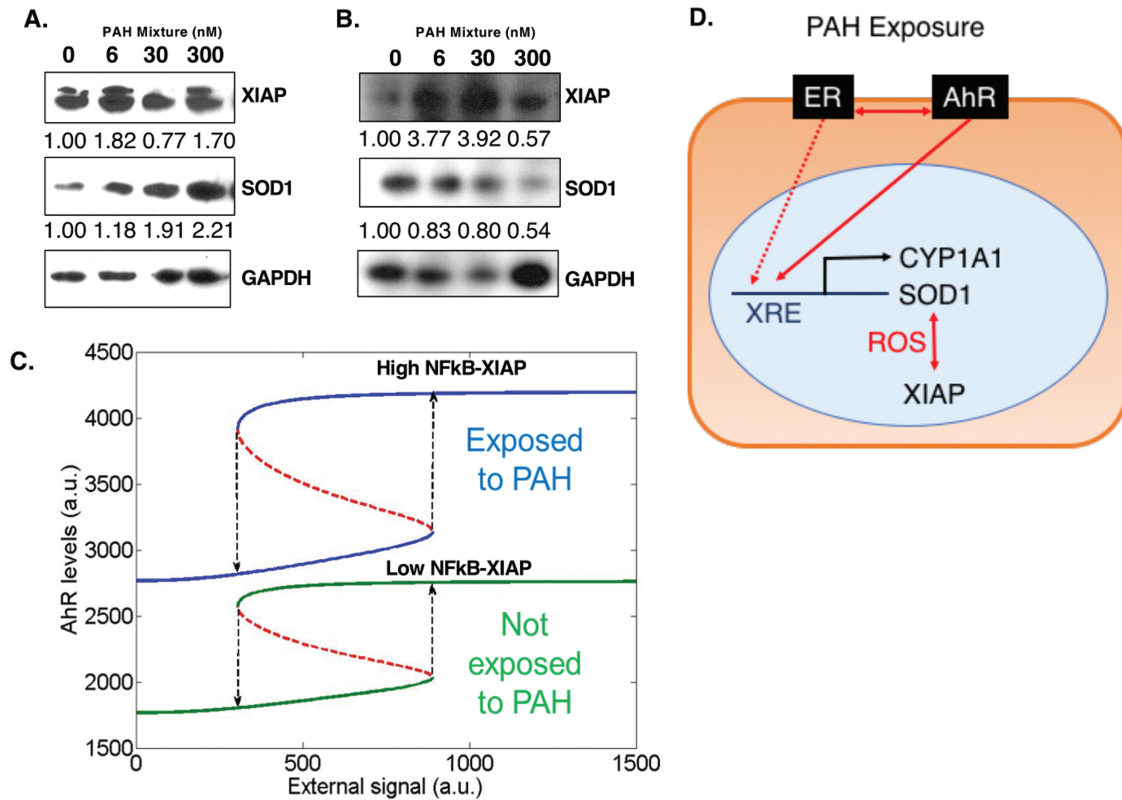 A.
PAH Mixture (nM)
0 6 30 300
XIAP
1.00 1.82 0.77 1.70
SOD1
1.00 1.18 1.91 2.21
GAPDH
B.
PAH Mixture (nM)
0 6 30 300
XIAP
1.00 3.77 3.92 0.57
SOD1
1.00 0.83 0.80 0.54
GAPDH
C.
4500
4000
3500
3000
2500
2000
1500
AhR levels (a.u.)
High NFkB-XIAP
Exposed
to PAH
Low NFkB-XIAP
Not
exposed
to PAH
0 500 1000 1500
External signal (a.u.)
D.
PAH Exposure
ER AhR
CYP1A1
SOD1
XRE
ROS
XIAP